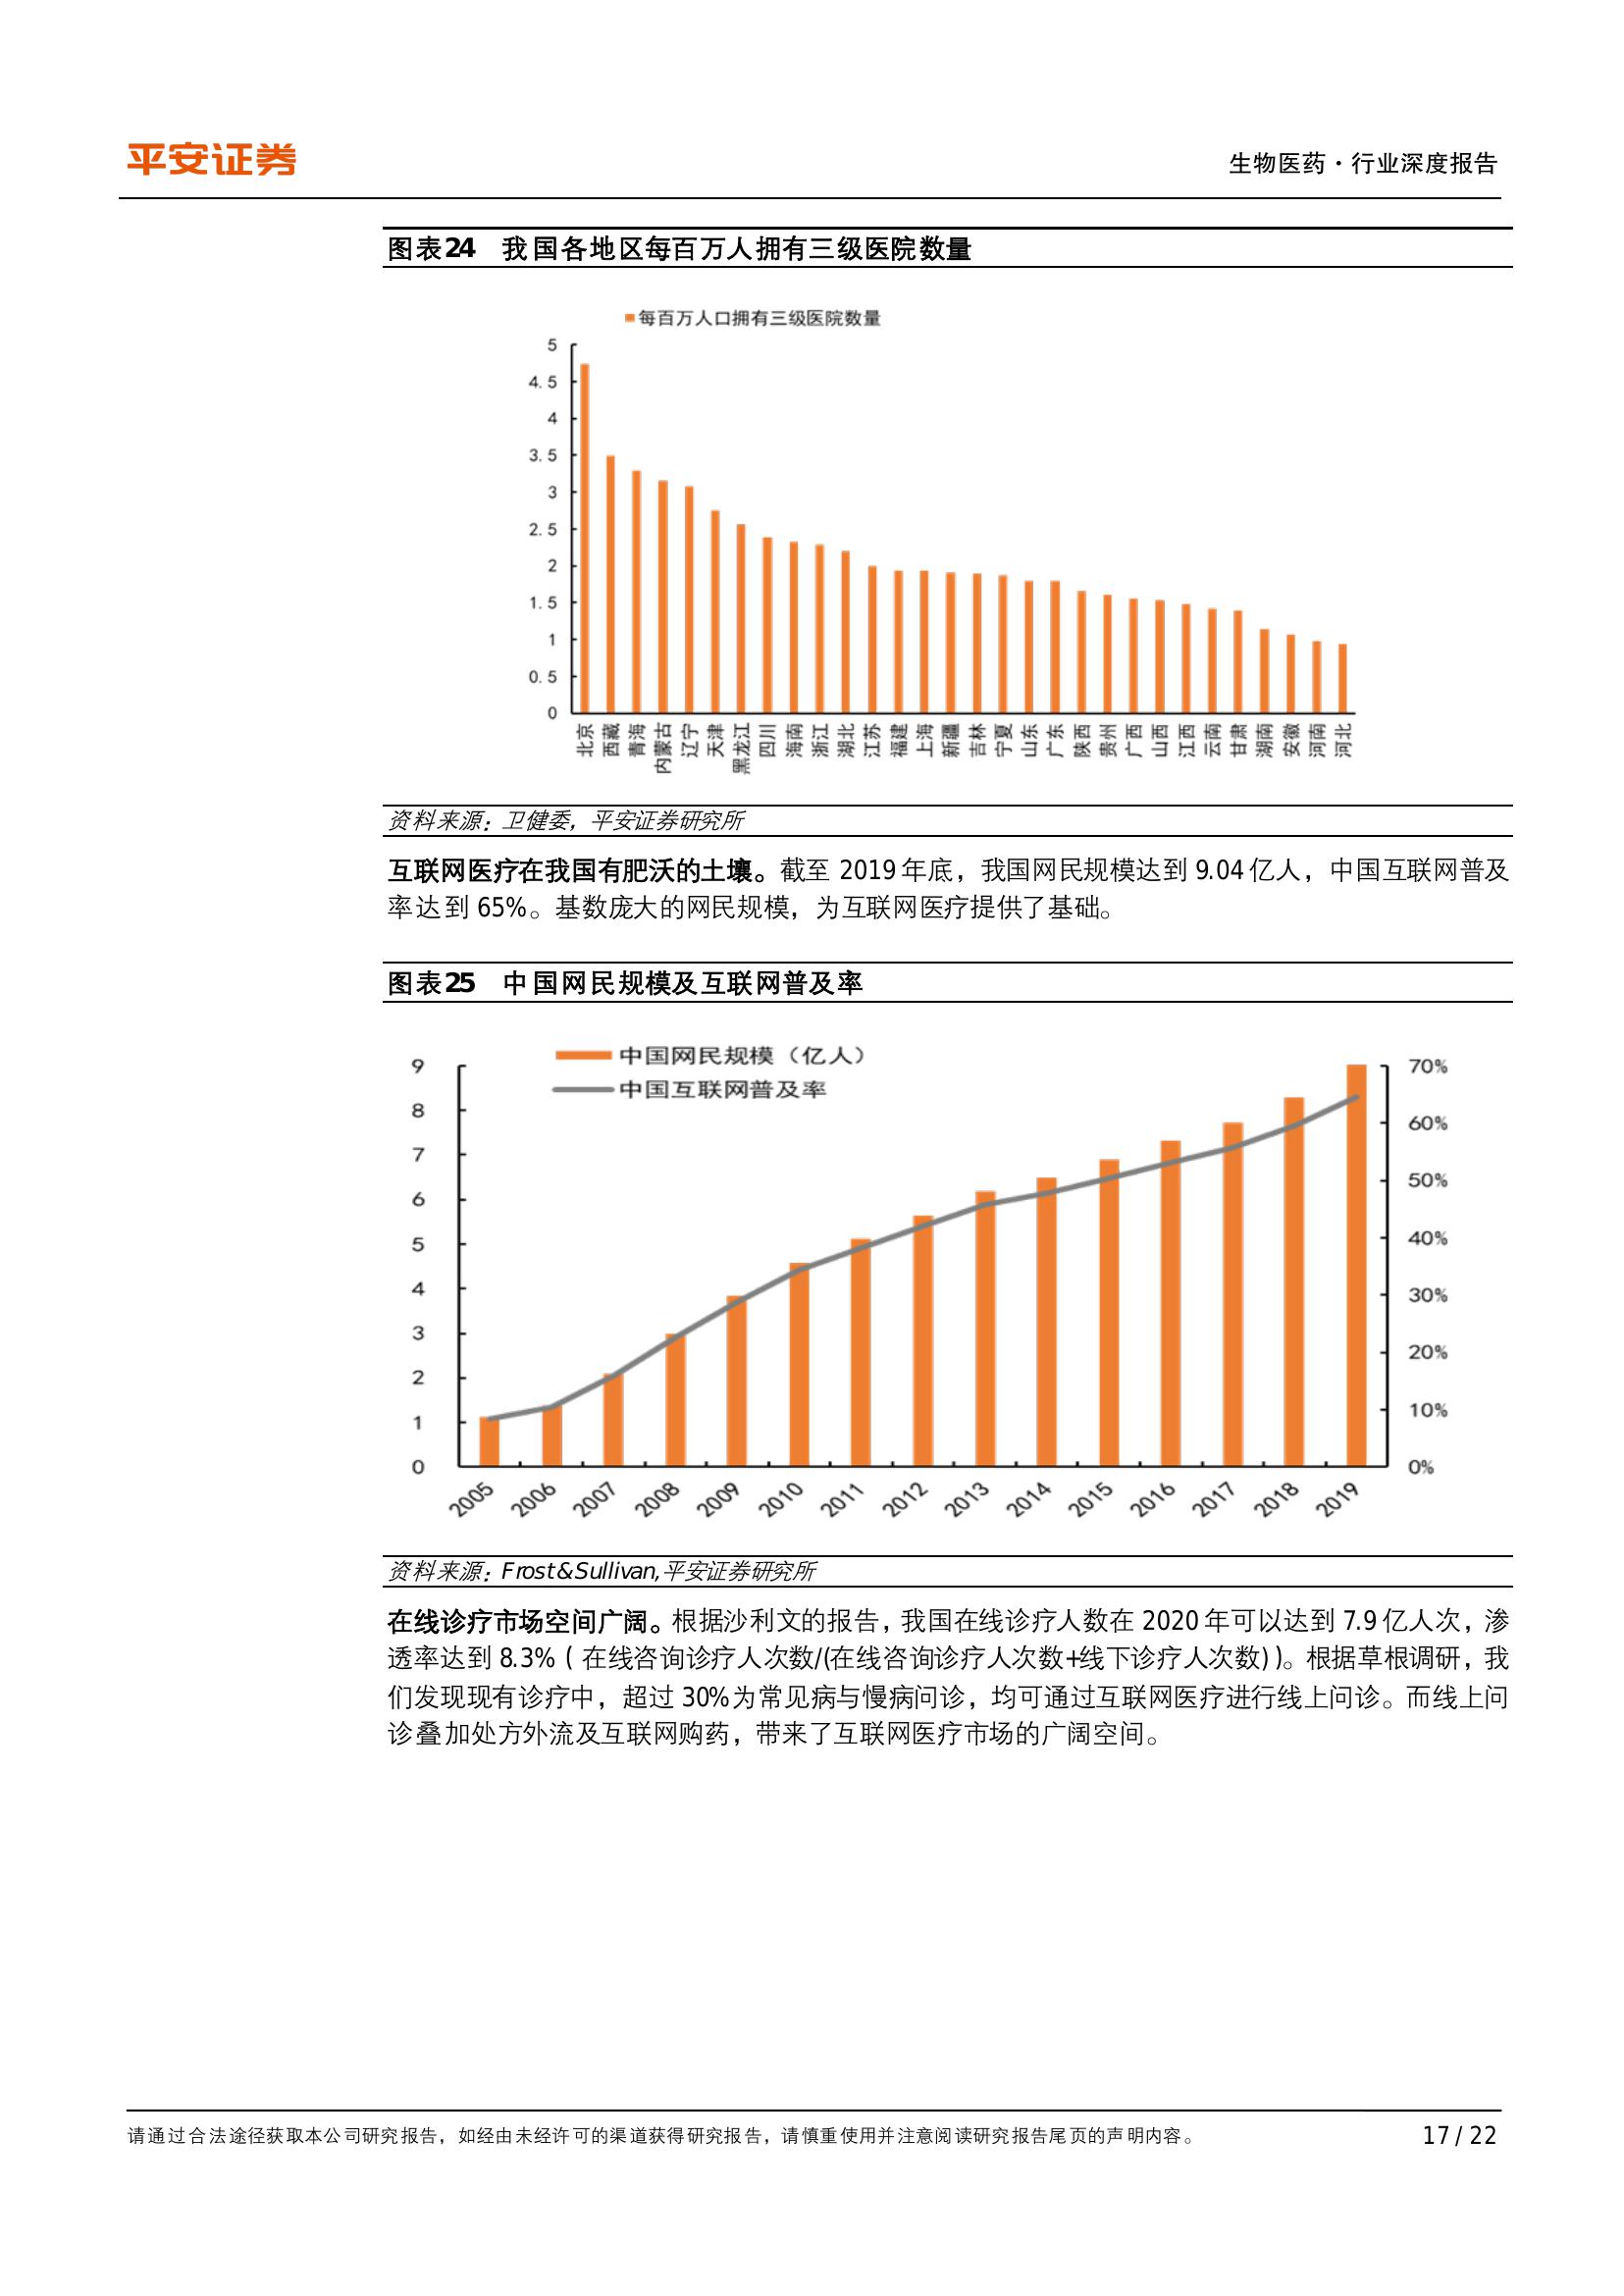 平安证券
生物医药·行业深度报告
图表24 我国各地区每百万人拥有三级医院数量
每百万人口拥有三级医院数量
5
4.5
4
3.5
3
2.5
2
1.5
1
0.5
0
北京 西藏 青海 内蒙古 辽宁 天津 黑龙江 四川 海南 浙江 湖北 江苏 福建 上海 新疆 吉林 宁夏 山东 广东 陕西 贵州 广西 山西 江西 云南 甘肃 湖南 安徽 河南 河北
资料来源：卫健委，平安证券研究所
互联网医疗在我国有肥沃的土壤。截至 2019 年底，我国网民规模达到 9.04 亿人，中国互联网普及
率达到 65%。基数庞大的网民规模，为互联网医疗提供了基础。
图表25 中国网民规模及互联网普及率
中国网民规模（亿人）
中国互联网普及率
9
8
7
6
5
4
3
2
1
0
70%
60%
50%
40%
30%
20%
10%
0%
2005 2006 2007 2008 2009 2010 2011 2012 2013 2014 2015 2016 2017 2018 2019
资料来源：Frost&Sullivan,平安证券研究所
在线诊疗市场空间广阔。根据沙利文的报告，我国在线诊疗人数在 2020 年可以达到 7.9 亿人次，渗
透率达到 8.3%（在线咨询诊疗人次数/(在线咨询诊疗人次数+线下诊疗人次数)）。根据草根调研，我
们发现现有诊疗中，超过 30%为常见病与慢病问诊，均可通过互联网医疗进行线上问诊。而线上问
诊叠加处方外流及互联网购药，带来了互联网医疗市场的广阔空间。
请通过合法途径获取本公司研究报告，如经由未经许可的渠道获得研究报告，请慎重使用并注意阅读研究报告尾页的声明内容。
17 / 22